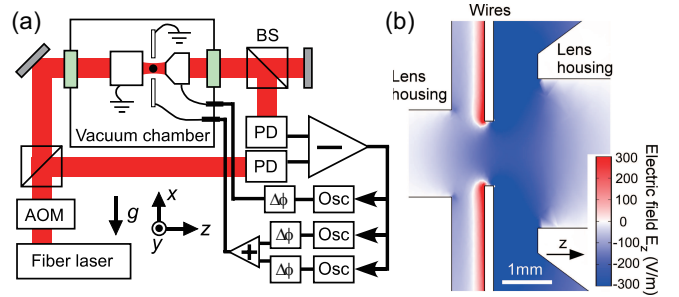 (a)
BS
Vacuum chamber
PD
PD
−
Δϕ
Osc
Δϕ
Osc
+
Δϕ
Osc
AOM
g
x
y
z
Fiber laser
(b)
Wires
Lens
housing
Lens
housing
Electric field E_z (V/m)
300
200
100
0
-100
-200
-300
z
1mm